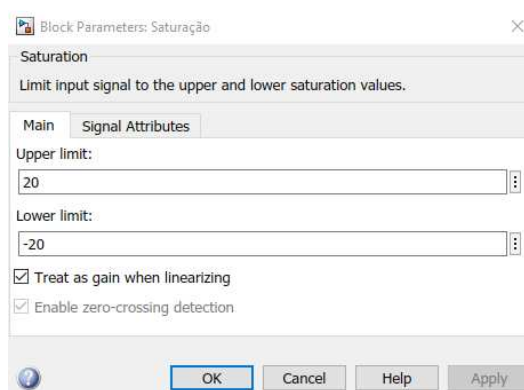 Block Parameters: Saturação
Saturation
Limit input signal to the upper and lower saturation values.
Main Signal Attributes
Upper limit:
20
Lower limit:
-20
Treat as gain when linearizing
Enable zero-crossing detection
OK Cancel Help Apply